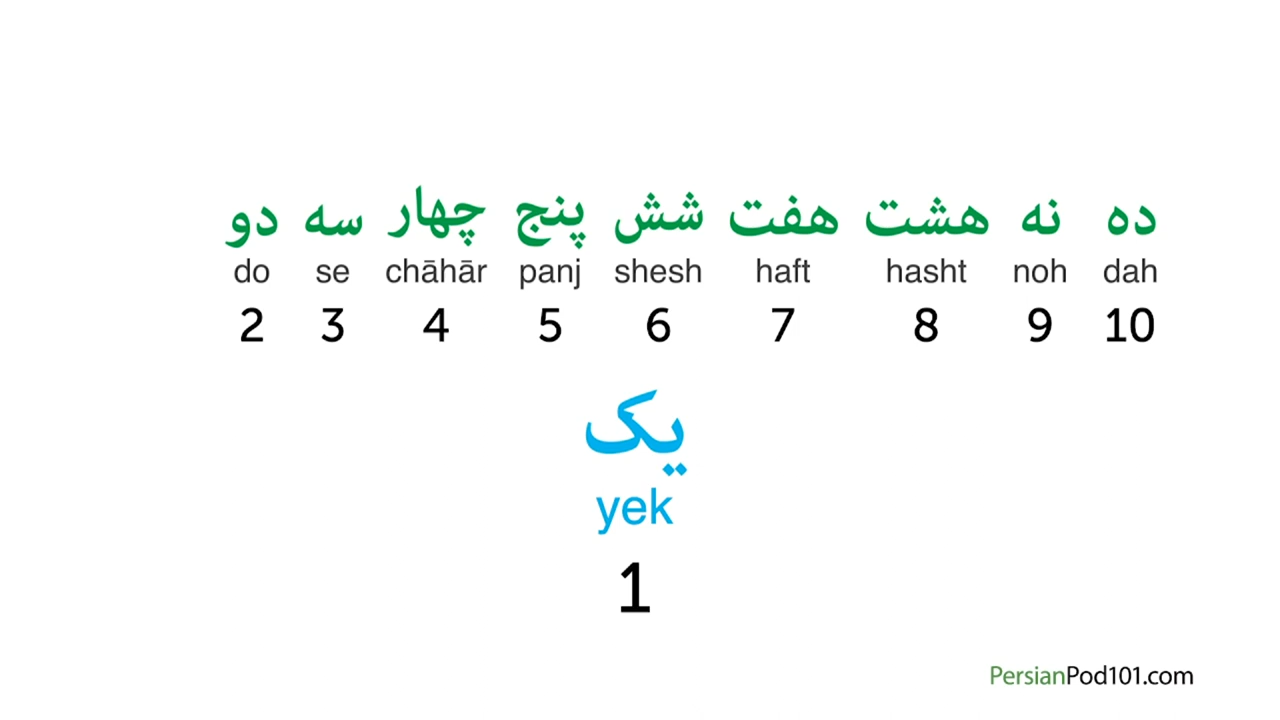 دو سه چهار پنج شش هفت هشت نه ده
do se chāhār panj shesh haft hasht noh dah
2 3 4 5 6 7 8 9 10
یک
yek
1
PersianPod101.com